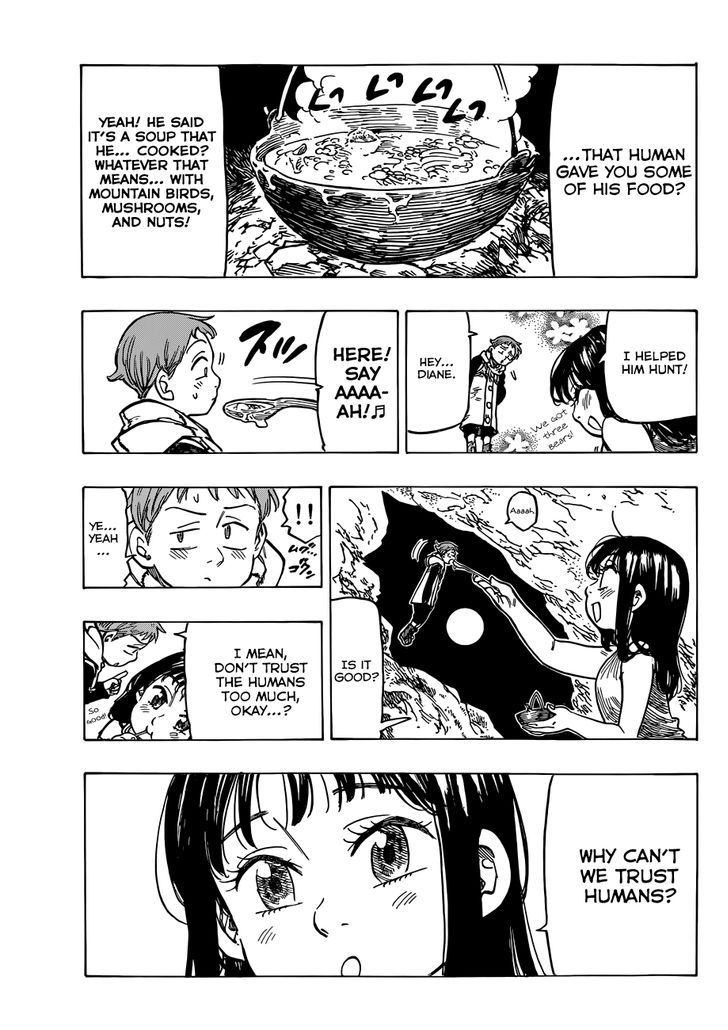 ...THAT HUMAN
GAVE YOU SOME
OF HIS FOOD?
YEAH! HE SAID
IT'S A SOUP THAT
HE... COOKED?
WHATEVER THAT
MEANS... WITH
MOUNTAIN BIRDS,
MUSHROOMS,
AND NUTS!
I HELPED
HIM HUNT!
We got
three
bears!
HEY...
DIANE.
HERE!
SAY
AAAA-
AH!♫
ズッ
Aaaah
IS IT
GOOD?
!!
YE...
YEAH
...
I MEAN,
DON'T TRUST
THE HUMANS
TOO MUCH,
OKAY...?
SO
GOOD!
WHY CAN'T
WE TRUST
HUMANS?